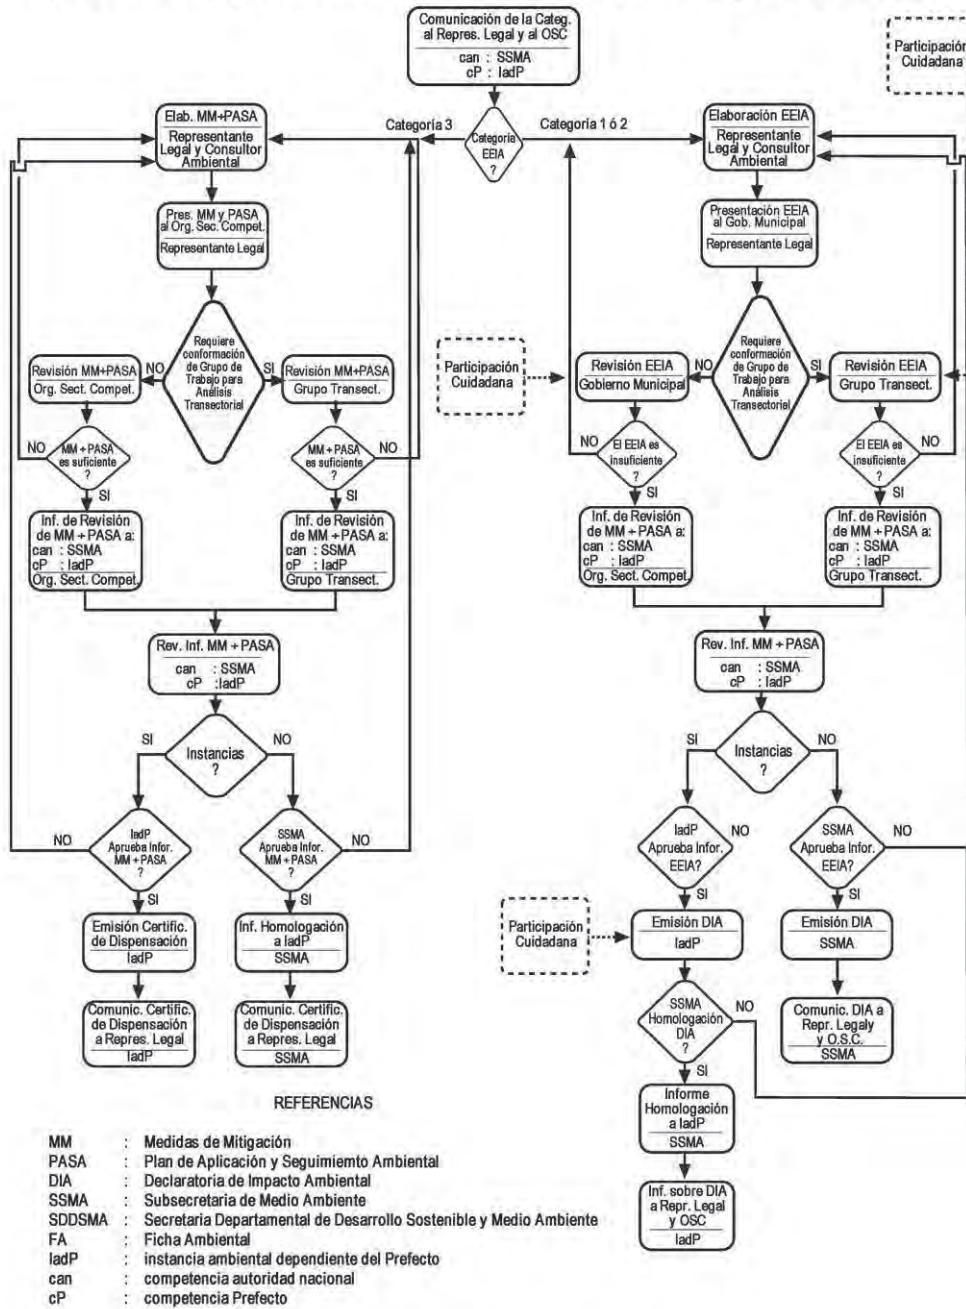 Comunicación de la Categ.
al Repres. Legal y al OSC
can : SSMA
cP : IadP
Participación
Cuidadana
Categoría
EEIA
?
Categoría 3
Categoría 1 ó 2
Elab. MM+PASA
Representante
Legal y Consultor
Ambiental
Pres. MM y PASA
al Org. Sec. Compet.
Representante Legal
Requiere
conformación
de Grupo de
Trabajo para
Análisis
Transectorial
NO
SI
Revisión MM+PASA
Org. Sect. Compet.
Revisión MM+PASA
Grupo Transect.
MM + PASA
es suficiente
?
NO
SI
MM + PASA
es suficiente
?
NO
SI
Inf. de Revisión
de MM + PASA a:
can : SSMA
cP : IadP
Org. Sect. Compet.
Inf. de Revisión
de MM + PASA a:
can : SSMA
cP : IadP
Grupo Transect.
Rev. Inf. MM + PASA
can : SSMA
cP :IadP
Instancias
?
SI
NO
IadP
Aprueba Infor.
MM + PASA
?
NO
SI
SSMA
Aprueba Infor.
MM + PASA
?
NO
SI
Emisión Certific.
de Dispensación
IadP
Inf. Homologación
a IadP
SSMA
Comunic. Certific.
de Dispensación
a Repres. Legal
IadP
Comunic. Certific.
de Dispensación
a Repres. Legal
SSMA
Elaboración EEIA
Representante
Legal y Consultor
Ambiental
Presentación EEIA
al Gob. Municipal
Representante Legal
Requiere
conformación
de Grupo de
Trabajo para
Análisis
Transectorial
NO
SI
Participación
Cuidadana
Revisión EEIA
Gobierno Municipal
Revisión EEIA
Grupo Transect.
El EEIA es
insuficiente
?
NO
SI
El EEIA es
insuficiente
?
NO
SI
Inf. de Revisión
de MM + PASA a:
can : SSMA
cP : IadP
Org. Sect. Compet.
Inf. de Revisión
de MM + PASA a:
can : SSMA
cP : IadP
Grupo Transect.
Rev. Inf. MM + PASA
can : SSMA
cP : IadP
Instancias
?
SI
NO
IadP
Aprueba Infor.
EEIA?
NO
SI
SSMA
Aprueba Infor.
EEIA?
NO
SI
Participación
Cuidadana
Emisión DIA
IadP
Emisión DIA
SSMA
SSMA
Homologación
DIA
?
NO
SI
Comunic. DIA a
Repr. Legaly
y O.S.C.
SSMA
Informe
Homologación
a IadP
SSMA
Inf. sobre DIA
a Repr. Legal
y OSC
IadP
REFERENCIAS
MM : Medidas de Mitigación
PASA : Plan de Aplicación y Seguimiento Ambiental
DIA : Declaratoria de Impacto Ambiental
SSMA : Subsecretaria de Medio Ambiente
SDDSMA : Secretaria Departamental de Desarrollo Sostenible y Medio Ambiente
FA : Ficha Ambiental
IadP : instancia ambiental dependiente del Prefecto
can : competencia autoridad nacional
cP : competencia Prefecto